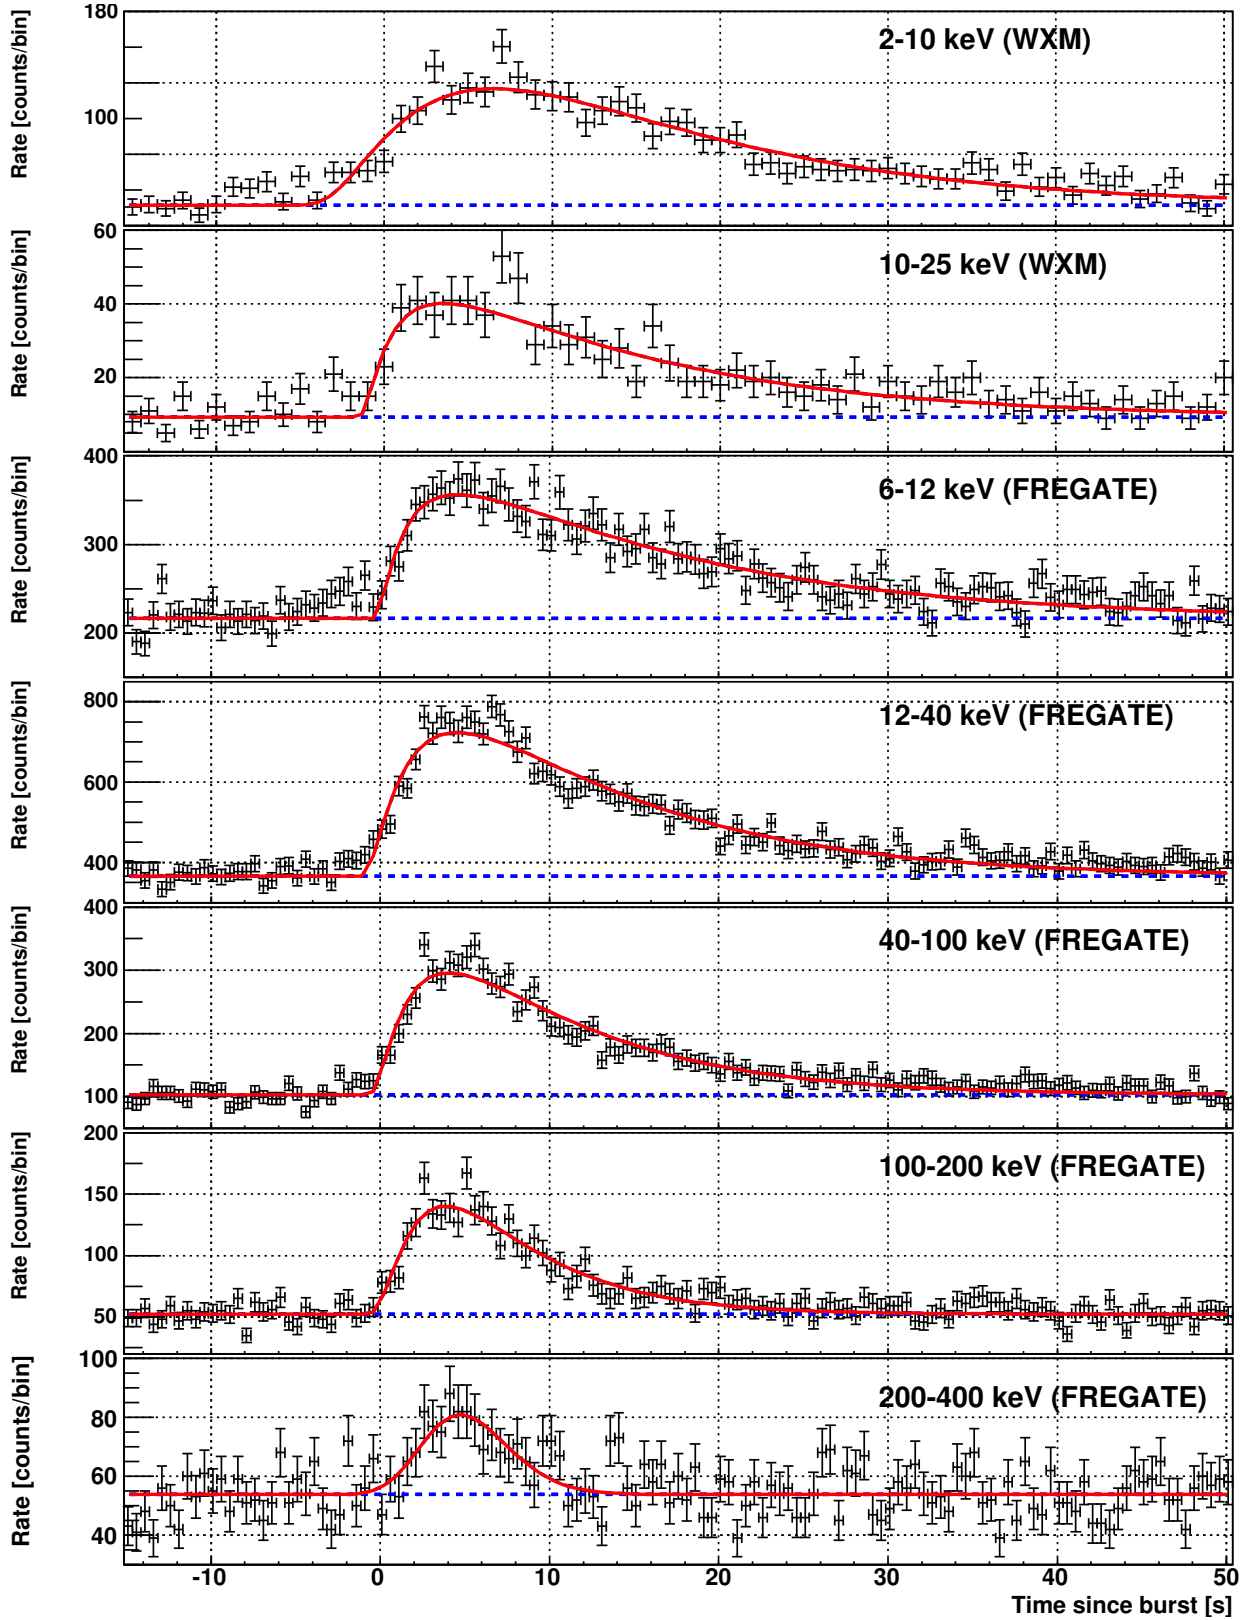 180
2-10 keV (WXM)
100
Rate [counts/bin]
0
60
10-25 keV (WXM)
40
20
Rate [counts/bin]
400
6-12 keV (FREGATE)
300
200
Rate [counts/bin]
800
12-40 keV (FREGATE)
600
400
Rate [counts/bin]
400
40-100 keV (FREGATE)
300
200
100
Rate [counts/bin]
200
100-200 keV (FREGATE)
150
100
50
Rate [counts/bin]
100
200-400 keV (FREGATE)
80
60
40
Rate [counts/bin]
-10 0 10 20 30 40 50
Time since burst [s]